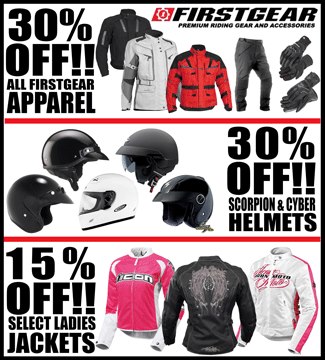 30%
OFF!!
ALL FIRSTGEAR
APPAREL
FIRSTGEAR
PREMIUM RIDING GEAR AND ACCESSORIES
30%
OFF!!
SCORPION & CYBER
HELMETS
15%
OFF!!
SELECT LADIES
JACKETS
icon